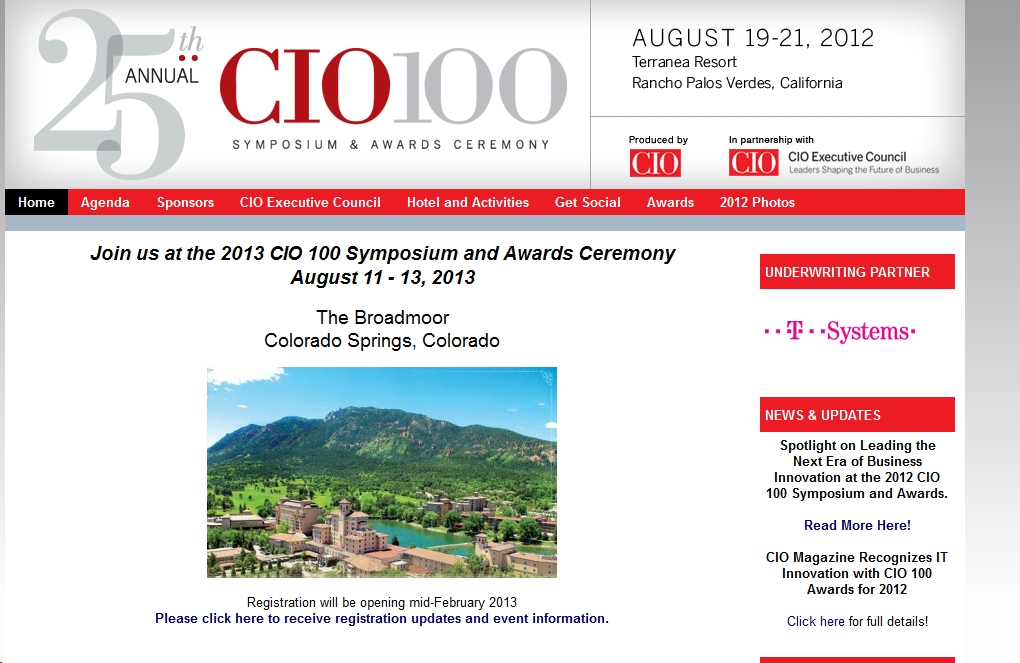 25th
ANNUAL
CIO100
SYMPOSIUM & AWARDS CEREMONY
AUGUST 19-21, 2012
Terranea Resort
Rancho Palos Verdes, California
Produced by
CIO
In partnership with
CIO
CIO Executive Council
Leaders Shaping the Future of Business
Home Agenda Sponsors CIO Executive Council Hotel and Activities Get Social Awards 2012 Photos
Join us at the 2013 CIO 100 Symposium and Awards Ceremony
August 11 - 13, 2013
The Broadmoor
Colorado Springs, Colorado
Registration will be opening mid-February 2013
Please click here to receive registration updates and event information.
UNDERWRITING PARTNER
··T··Systems·
NEWS & UPDATES
Spotlight on Leading the
Next Era of Business
Innovation at the 2012 CIO
100 Symposium and Awards.
Read More Here!
CIO Magazine Recognizes IT
Innovation with CIO 100
Awards for 2012
Click here for full details!